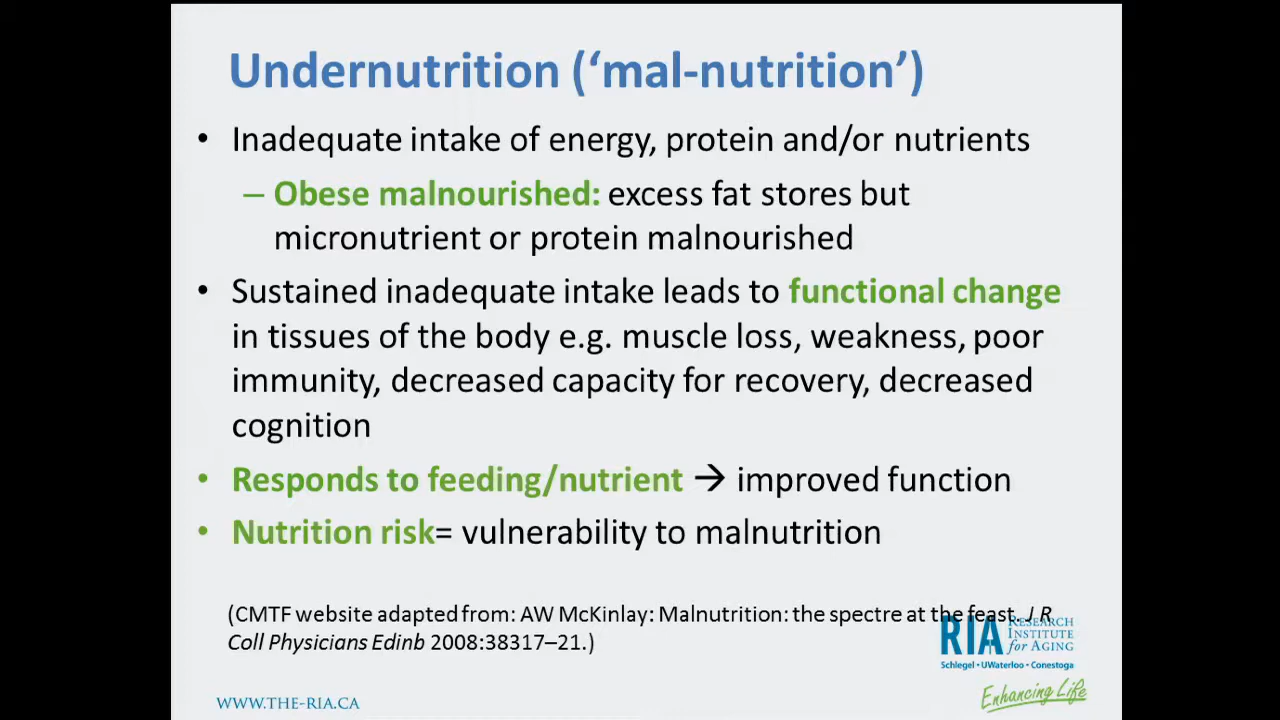 Undernutrition (‘mal-nutrition’)
• Inadequate intake of energy, protein and/or nutrients
– Obese malnourished: excess fat stores but
micronutrient or protein malnourished
• Sustained inadequate intake leads to functional change
in tissues of the body e.g. muscle loss, weakness, poor
immunity, decreased capacity for recovery, decreased
cognition
• Responds to feeding/nutrient → improved function
• Nutrition risk= vulnerability to malnutrition
(CMTF website adapted from: AW McKinlay: Malnutrition: the spectre at the feast. J R
Coll Physicians Edinb 2008:38317–21.)
RIA RESEARCH
INSTITUTE
for AGING
Schlegel • UWaterloo • Conestoga
Enhancing Life
WWW.THE-RIA.CA